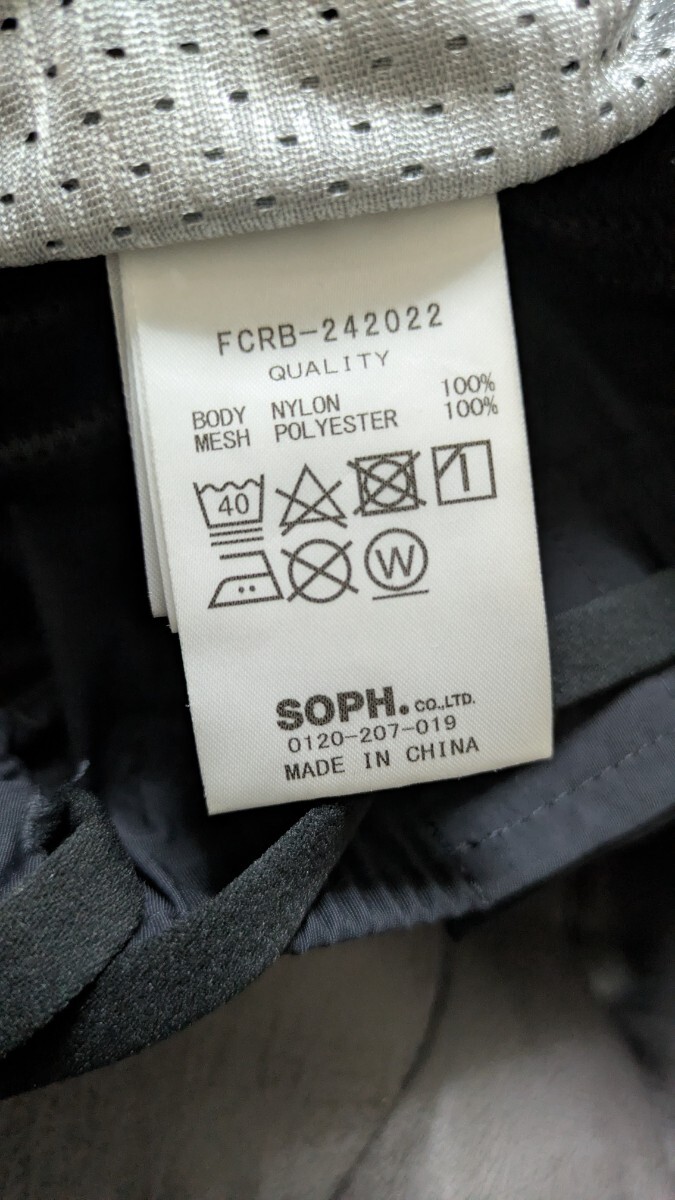 FCRB-242022
QUALITY
BODY NYLON 100%
MESH POLYESTER 100%
40
W
SOPH. CO.,LTD.
0120-207-019
MADE IN CHINA